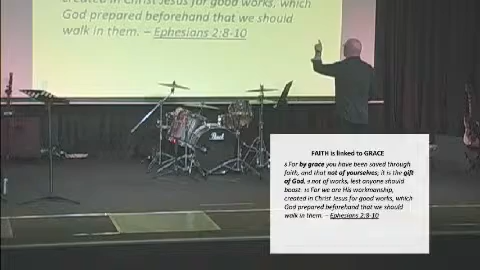 created in Christ Jesus for good works, which
God prepared beforehand that we should
walk in them. – Ephesians 2:8-10
Pearl
FAITH is linked to GRACE
8 For by grace you have been saved through
faith, and that not of yourselves; it is the gift
of God, 9 not of works, lest anyone should
boast. 10 For we are His workmanship,
created in Christ Jesus for good works, which
God prepared beforehand that we should
walk in them. – Ephesians 2:8-10